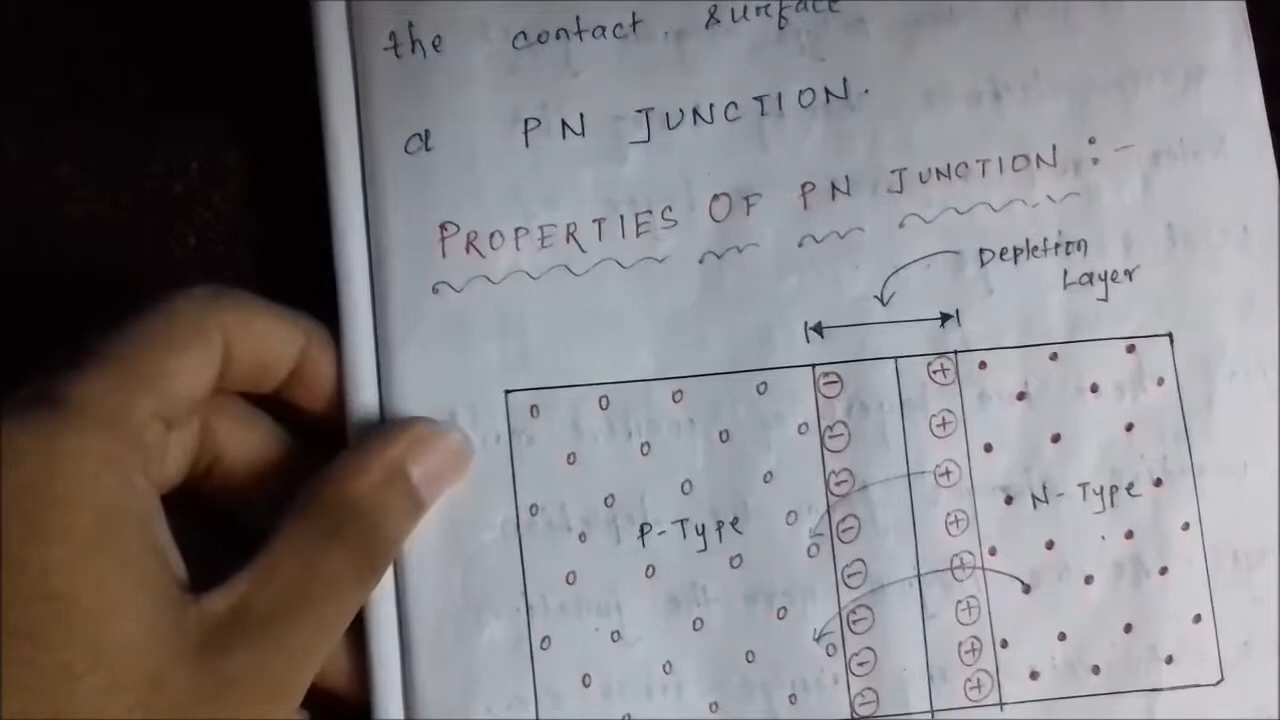 the contact surface
a PN JUNCTION.
PROPERTIES OF PN JUNCTION :-
Depletion
Layer
P-Type
N-Type